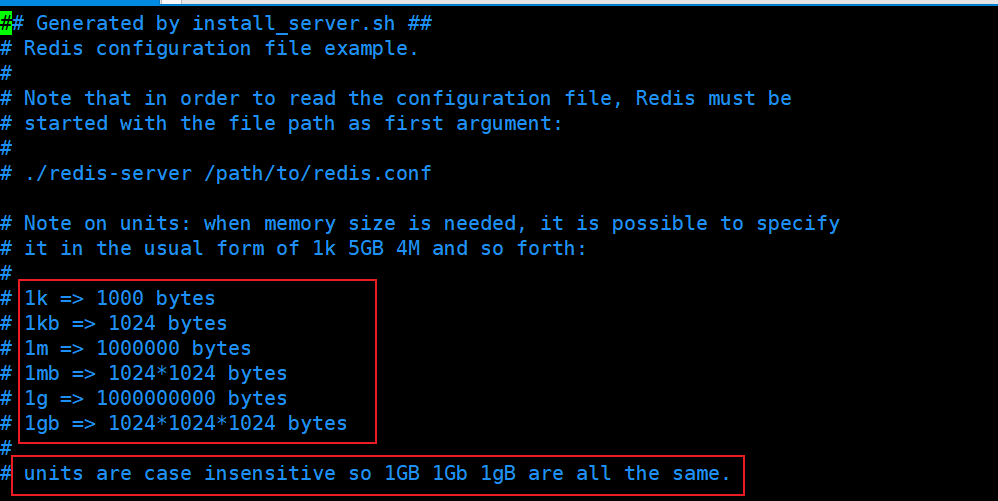 ## Generated by install_server.sh ##
# Redis configuration file example.
#
# Note that in order to read the configuration file, Redis must be
# started with the file path as first argument:
#
# ./redis-server /path/to/redis.conf
# Note on units: when memory size is needed, it is possible to specify
# it in the usual form of 1k 5GB 4M and so forth:
#
# 1k => 1000 bytes
# 1kb => 1024 bytes
# 1m => 1000000 bytes
# 1mb => 1024*1024 bytes
# 1g => 1000000000 bytes
# 1gb => 1024*1024*1024 bytes
#
# units are case insensitive so 1GB 1Gb 1gB are all the same.